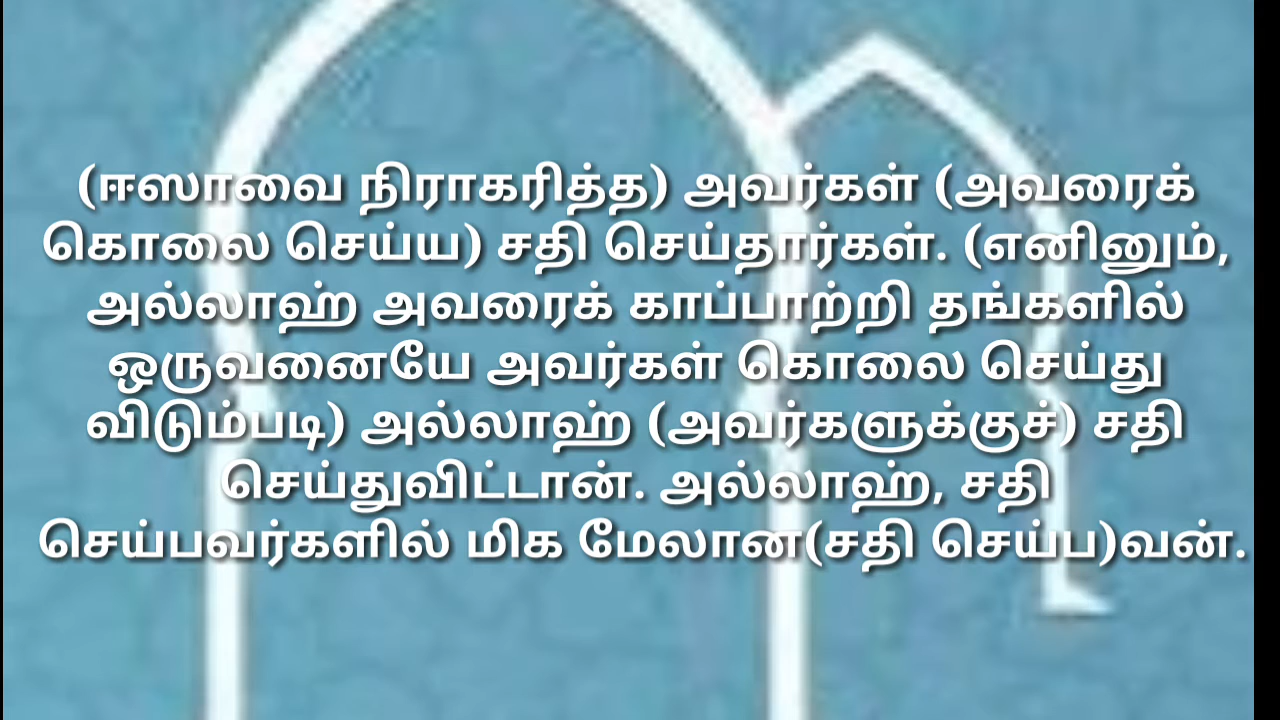 (ஈஸாவை நிராகரித்த) அவர்கள் (அவரைக்
கொலை செய்ய) சதி செய்தார்கள். (எனினும்,
அல்லாஹ் அவரைக் காப்பாற்றி தங்களில்
ஒருவனையே அவர்கள் கொலை செய்து
விடும்படி) அல்லாஹ் (அவர்களுக்குச்) சதி
செய்துவிட்டான். அல்லாஹ், சதி
செய்பவர்களில் மிக மேலான(சதி செய்ப)வன்.